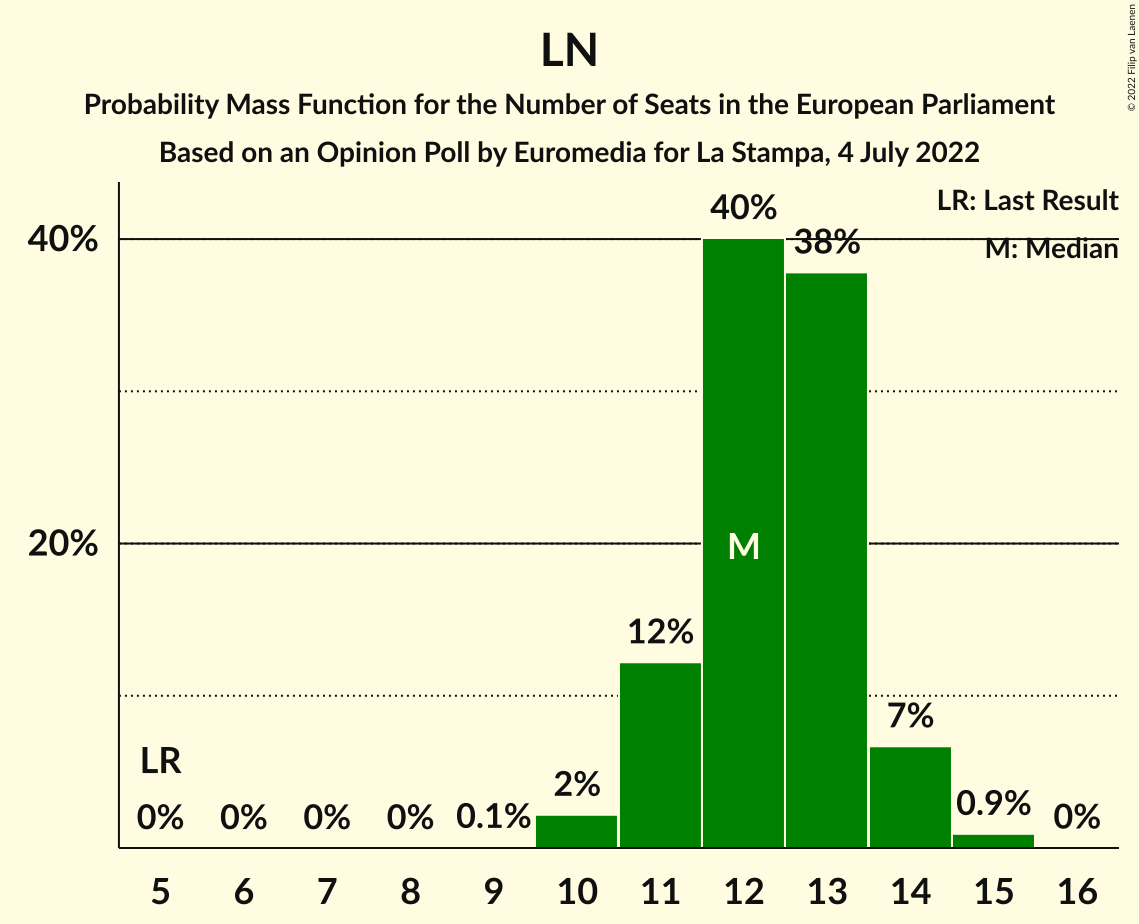 LN
Probability Mass Function for the Number of Seats in the European Parliament
Based on an Opinion Poll by Euromedia for La Stampa, 4 July 2022
© 2022 Filip van Laenen
LR: Last Result
M: Median
40%
20%
LR
0%
0%
0%
0%
0.1%
2%
12%
40%
M
38%
7%
0.9%
0%
5 6 7 8 9 10 11 12 13 14 15 16